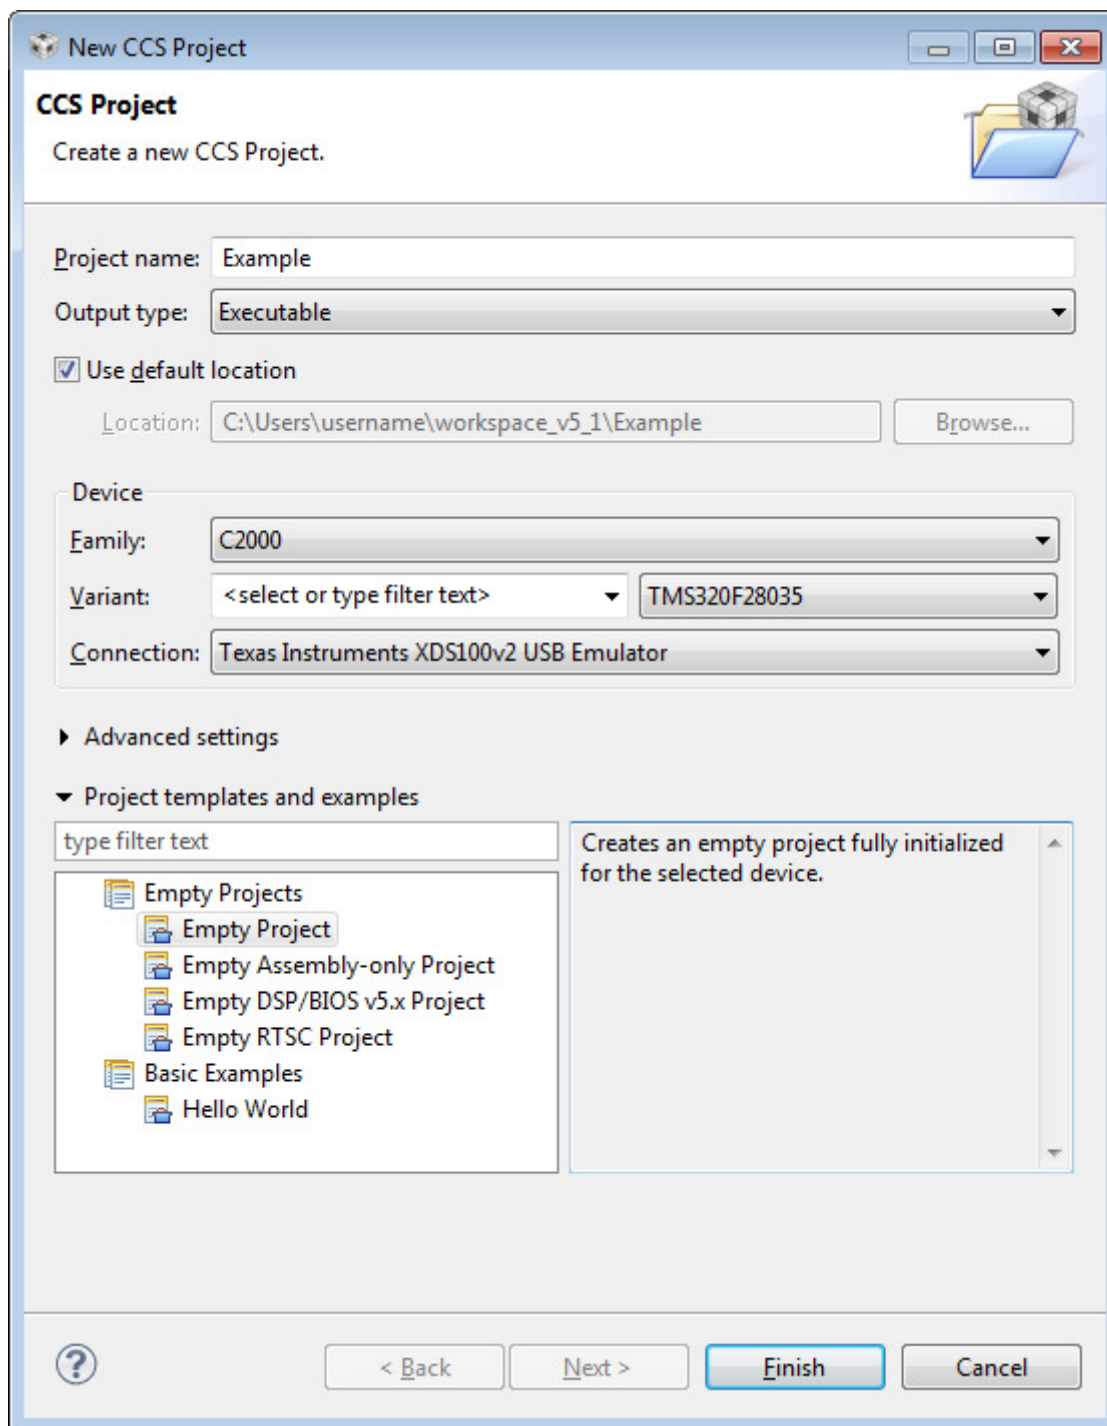 New CCS Project
CCS Project
Create a new CCS Project.
Project name: Example
Output type: Executable
Use default location
Location: C:\Users\username\workspace_v5_1\Example Browse...
Device
Family: C2000
Variant: <select or type filter text> TMS320F28035
Connection: Texas Instruments XDS100v2 USB Emulator
Advanced settings
Project templates and examples
type filter text
Creates an empty project fully initialized
for the selected device.
Empty Projects
Empty Project
Empty Assembly-only Project
Empty DSP/BIOS v5.x Project
Empty RTSC Project
Basic Examples
Hello World
? < Back Next > Finish Cancel